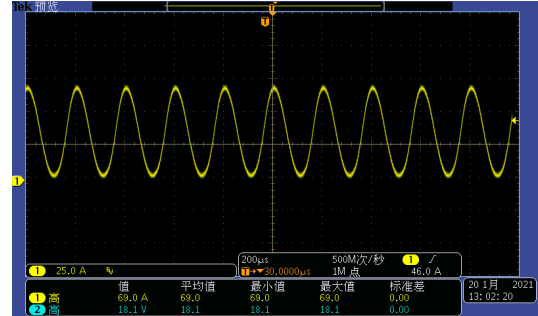 Tek 预览
T
T
1
200µs 500M次/秒 1 /
1 25.0 A T→▼30.0000µs 1M 点 46.0 A
值 平均值 最小值 最大值 标准差
1 高 69.0 A 69.0 69.0 69.0 0.00
2 高 18.1 V 18.1 18.1 18.1 0.00
20 1月 2021
13:02:20